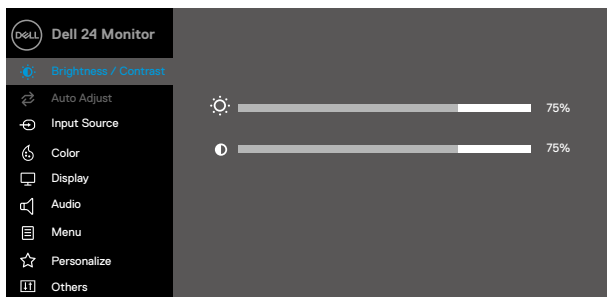 DELL Dell 24 Monitor
Brightness / Contrast
Auto Adjust
Input Source
Color
Display
Audio
Menu
Personalize
Others
75%
75%